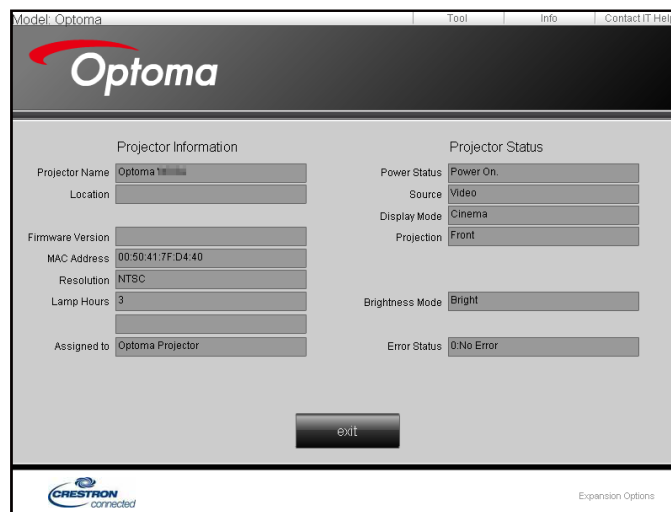 Model: Optoma
Tool
Info
Contact IT Hel
Optoma
Projector Information
Projector Name Optoma
Location
Firmware Version
MAC Address 00:50:41:7F:D4:40
Resolution NTSC
Lamp Hours 3
Assigned to Optoma Projector
Projector Status
Power Status Power On.
Source Video
Display Mode Cinema
Projection Front
Brightness Mode Bright
Error Status 0:No Error
exit
CRESTRON
connected
Expansion Options